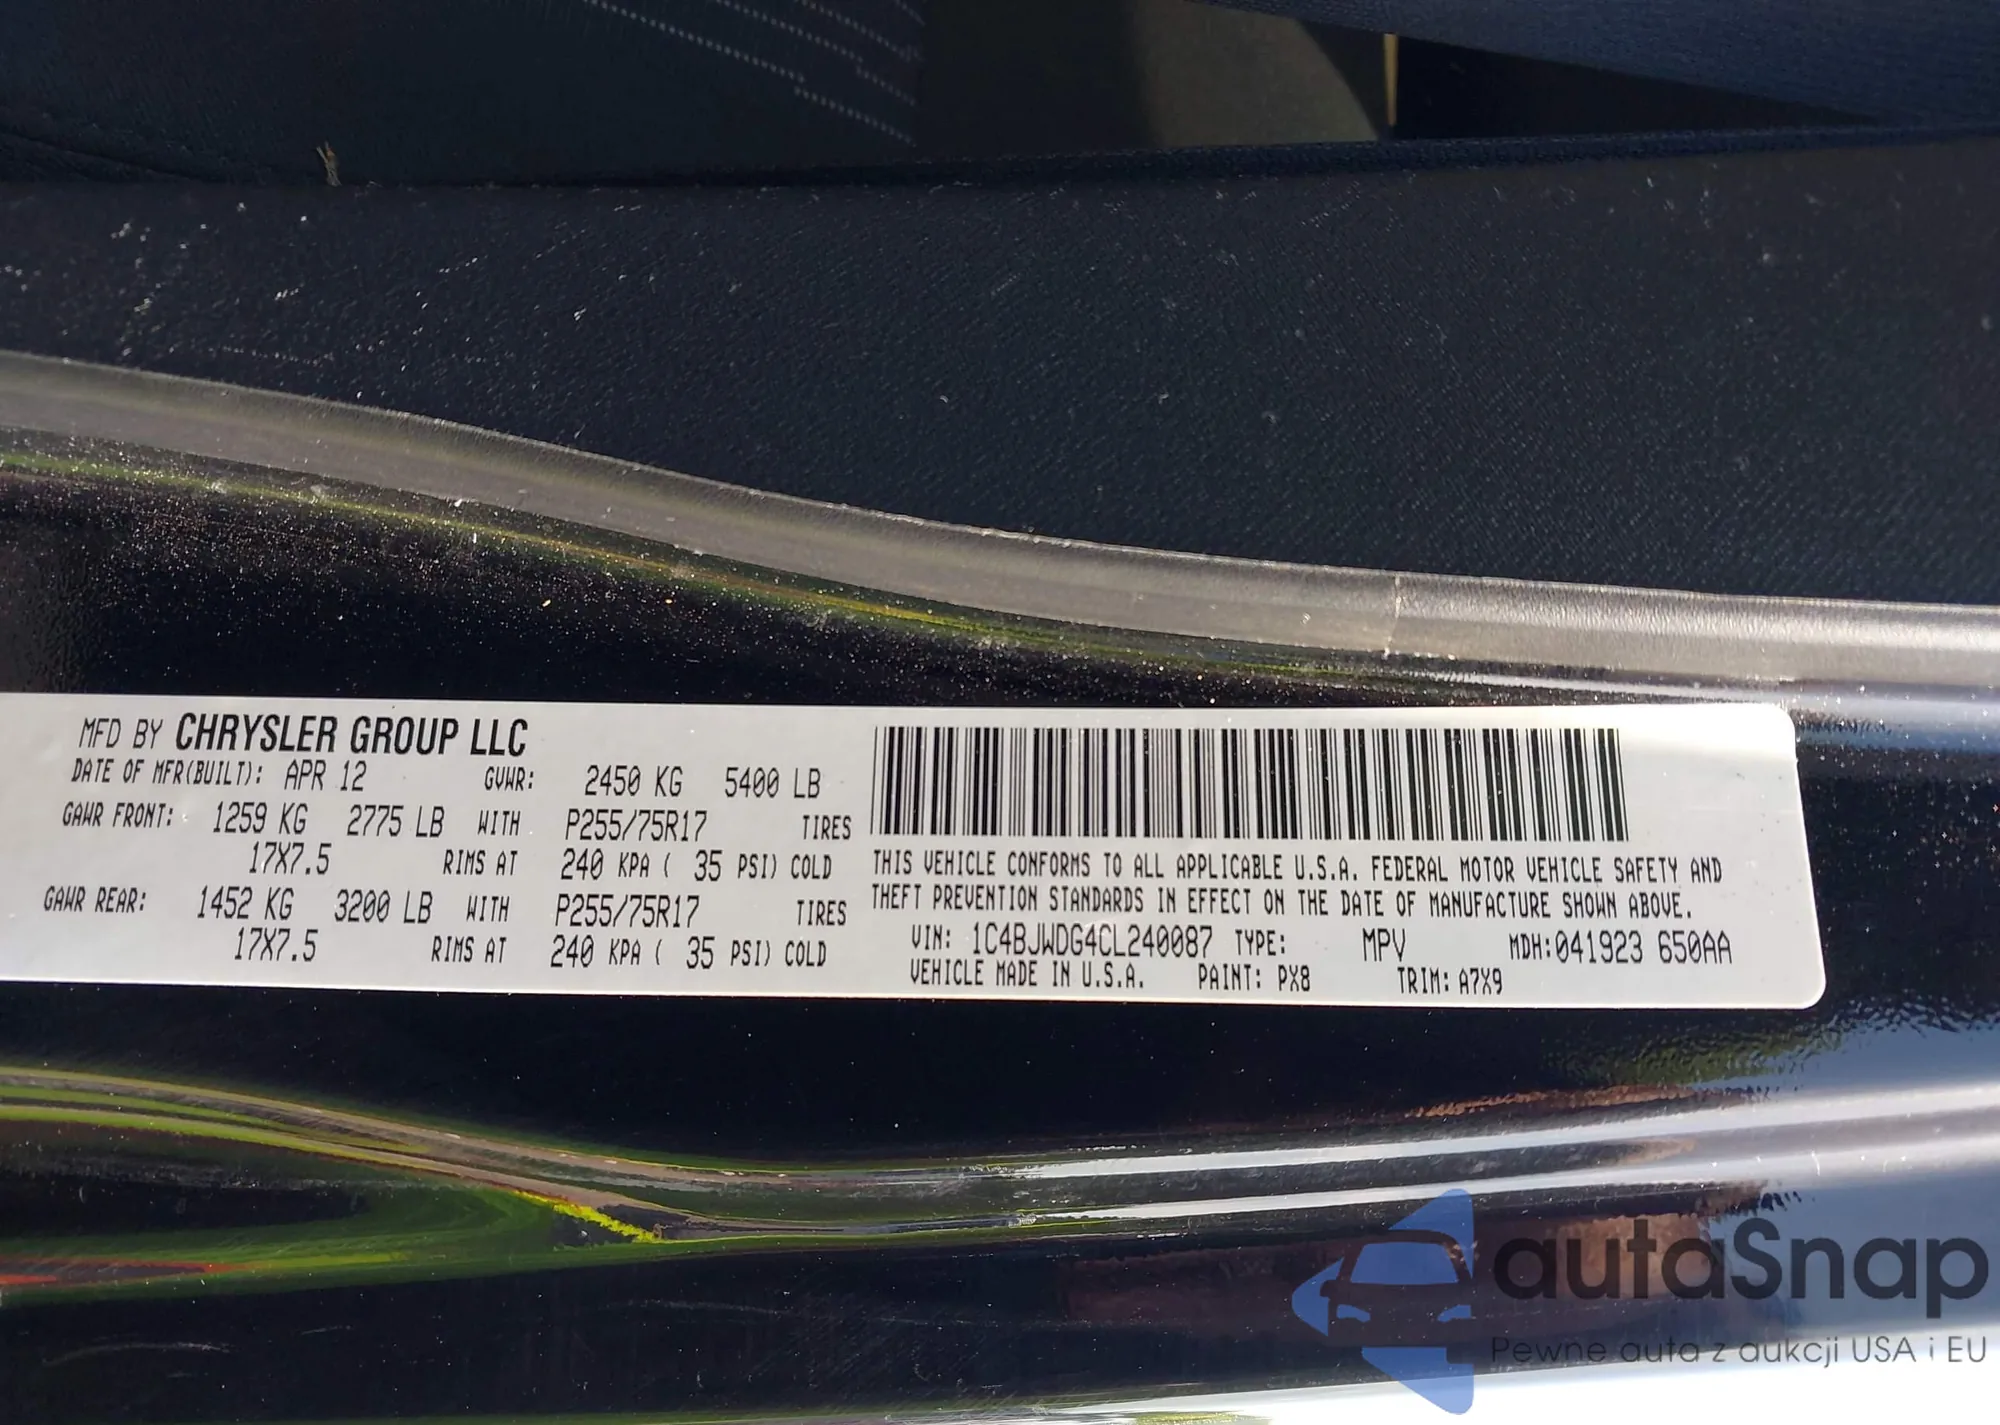 MFD BY CHRYSLER GROUP LLC
DATE OF MFR(BUILT): APR 12 GVWR: 2450 KG 5400 LB
GAWR FRONT: 1259 KG 2775 LB WITH P255/75R17 TIRES
17X7.5 RIMS AT 240 KPA ( 35 PSI) COLD
GAWR REAR: 1452 KG 3200 LB WITH P255/75R17 TIRES
17X7.5 RIMS AT 240 KPA ( 35 PSI) COLD
THIS VEHICLE CONFORMS TO ALL APPLICABLE U.S.A. FEDERAL MOTOR VEHICLE SAFETY AND
THEFT PREVENTION STANDARDS IN EFFECT ON THE DATE OF MANUFACTURE SHOWN ABOVE.
VIN: 1C4BJWDG4CL240087 TYPE: MPV MDH:041923 650AA
VEHICLE MADE IN U.S.A. PAINT: PX8 TRIM: A7X9
autaSnap
Pewne auta z aukcji USA i EU